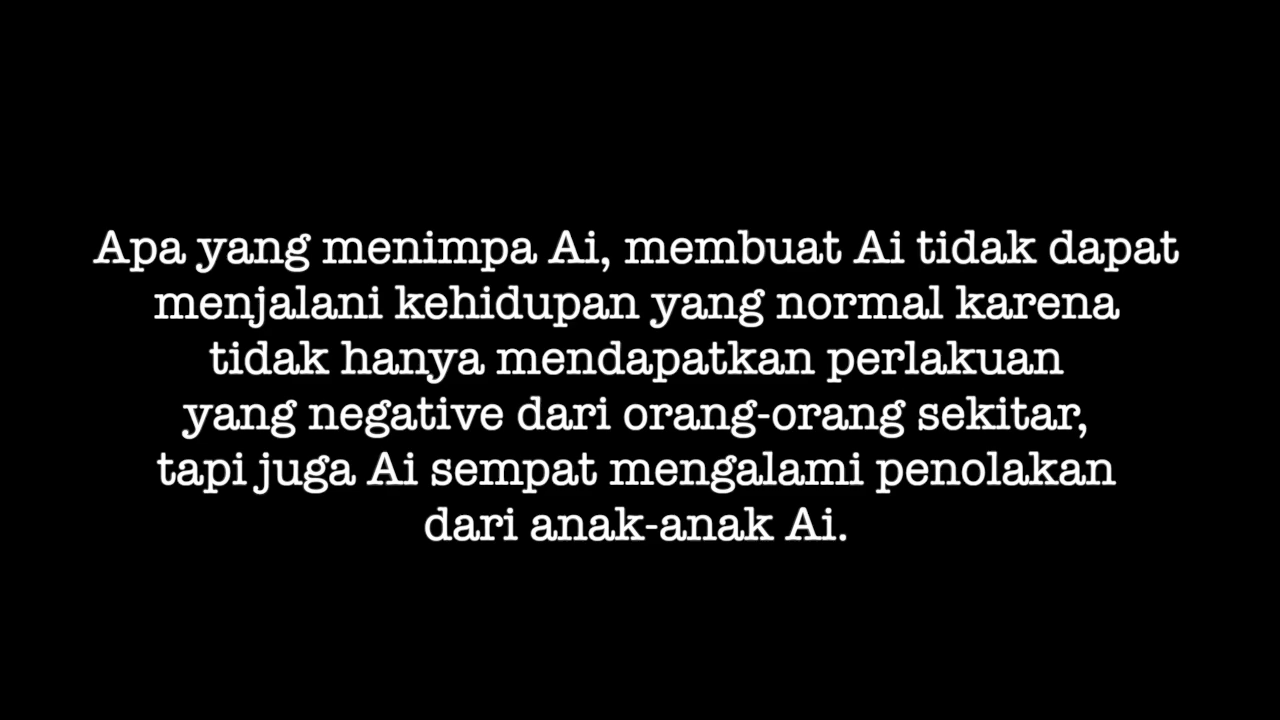 Apa yang menimpa Ai, membuat Ai tidak dapat
menjalani kehidupan yang normal karena
tidak hanya mendapatkan perlakuan
yang negative dari orang-orang sekitar,
tapi juga Ai sempat mengalami penolakan
dari anak-anak Ai.